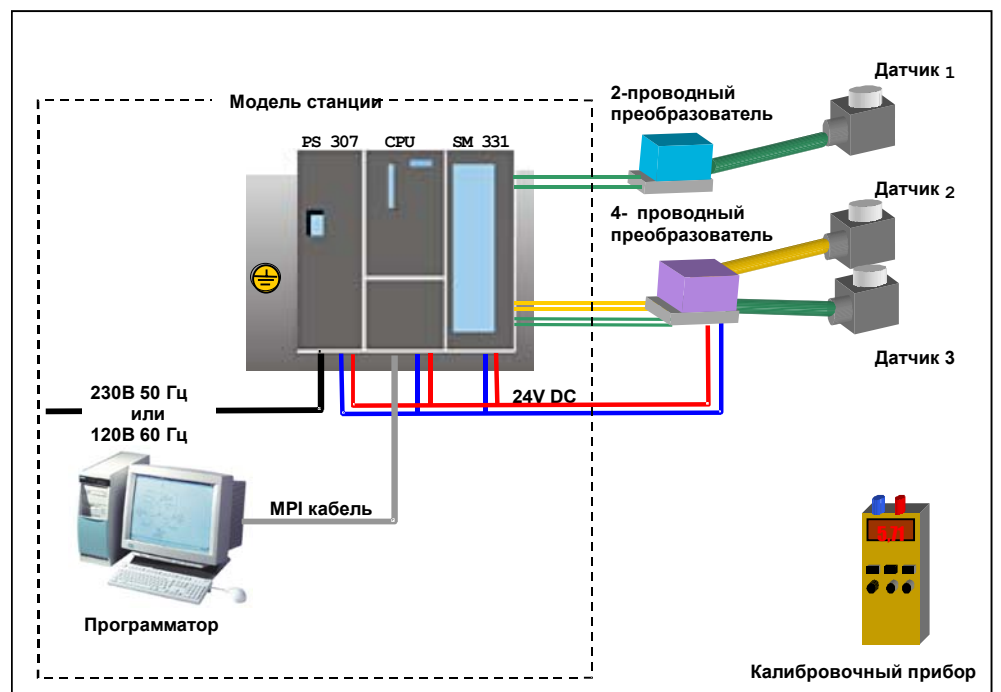 Датчик 1
2-проводный
преобразователь
Модель станции
PS 307 CPU SM 331
Датчик 2
4- проводный
преобразователь
Датчик 3
24V DC
230В 50 Гц
или
120В 60 Гц
MPI кабель
Программатор
Калибровочный прибор